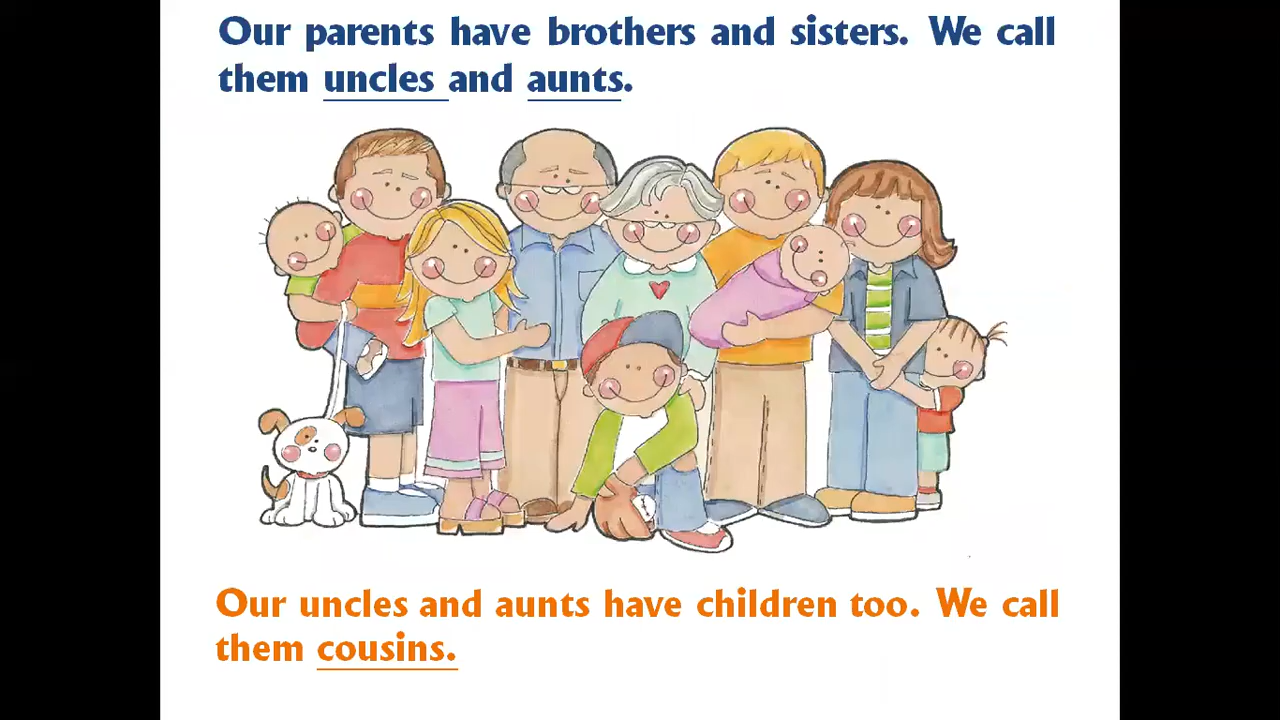 Our parents have brothers and sisters. We call
them uncles and aunts.
Our uncles and aunts have children too. We call
them cousins.